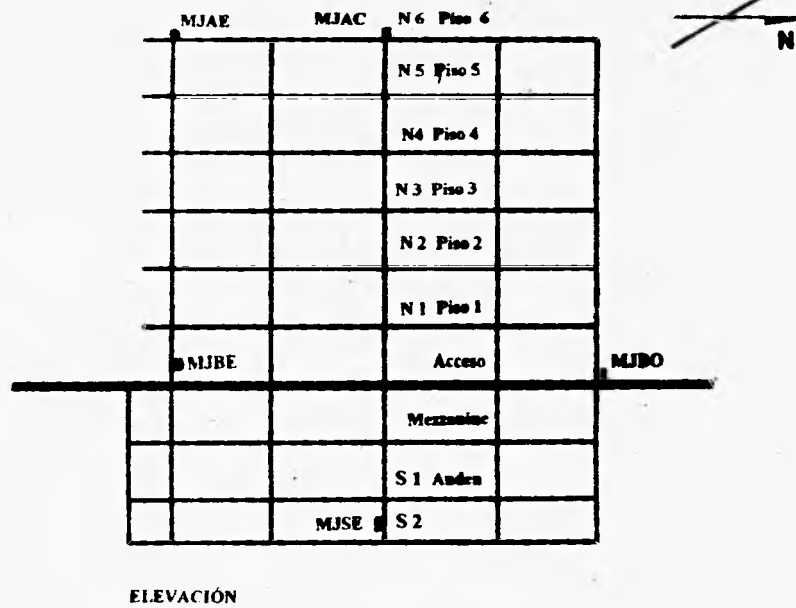 MJAE MJAC N 6 Piso 6
N
N 5 Piso 5
N4 Piso 4
N 3 Piso 3
N 2 Piso 2
N 1 Piso 1
MJBE Acceso MJBO
Mezzanine
S 1 Anden
MJSE S 2
ELEVACIÓN